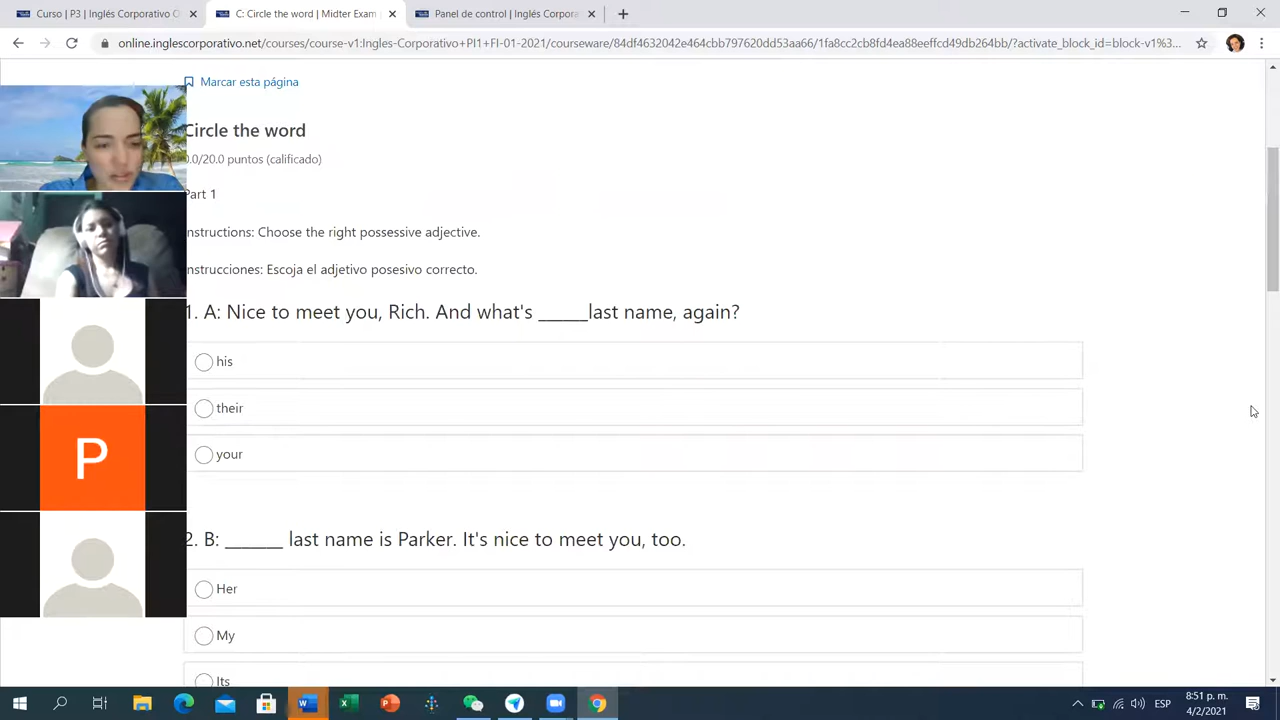 Curso | P3 | Inglés Corporativo O
C: Circle the word | Midter Exam
Panel de control | Inglés Corpora
online.inglescorporativo.net/courses/course-v1:Ingles-Corporativo+PI1+FI-01-2021/courseware/84df4632042e464cbb797620dd53aa66/1fa8cc2cb8fd4ea88eeffcd49db264bb/?activate_block_id=block-v1%3...
Marcar esta página
Circle the word
0.0/20.0 puntos (calificado)
Part 1
nstructions: Choose the right possessive adjective.
nstrucciones: Escoja el adjetivo posesivo correcto.
1. A: Nice to meet you, Rich. And what's ______last name, again?
his
their
your
P
2. B: _______ last name is Parker. It's nice to meet you, too.
Her
My
Its
ESP
8:51 p. m.
4/2/2021